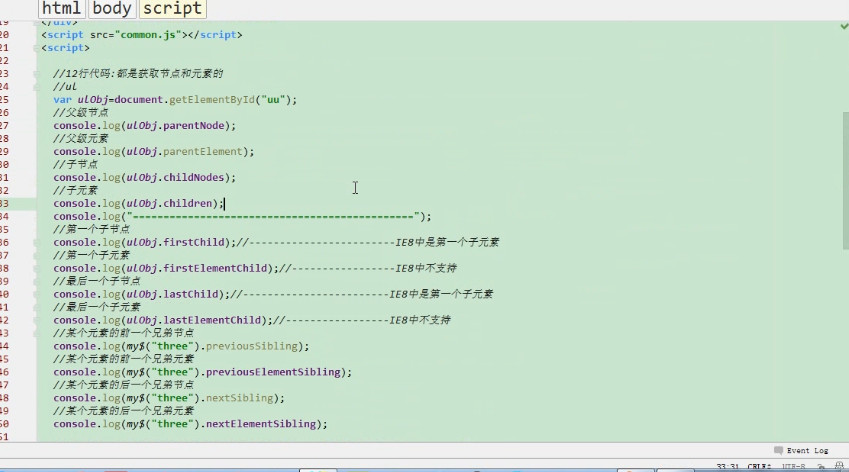 html body script
19 </div>
20 <script src="common.js"></script>
21 <script>
22
23 //12行代码:都是获取节点和元素的
24 //ul
25 var ulObj=document.getElementById("uu");
26 //父级节点
27 console.log(ulObj.parentNode);
28 //父级元素
29 console.log(ulObj.parentElement);
30 //子节点
31 console.log(ulObj.childNodes);
32 //子元素
33 console.log(ulObj.children);
34 console.log("==============================================");
35 //第一个子节点
36 console.log(ulObj.firstChild);//------------------------IE8中是第一个子元素
37 //第一个子元素
38 console.log(ulObj.firstElementChild);//-----------------IE8中不支持
39 //最后一个子节点
40 console.log(ulObj.lastChild);//------------------------IE8中是第一个子元素
41 //最后一个子元素
42 console.log(ulObj.lastElementChild);//-----------------IE8中不支持
43 //某个元素的前一个兄弟节点
44 console.log(my$("three").previousSibling);
45 //某个元素的前一个兄弟元素
46 console.log(my$("three").previousElementSibling);
47 //某个元素的后一个兄弟节点
48 console.log(my$("three").nextSibling);
49 //某个元素的后一个兄弟元素
50 console.log(my$("three").nextElementSibling);
51
Event Log
33:31 CRLF UTF-8